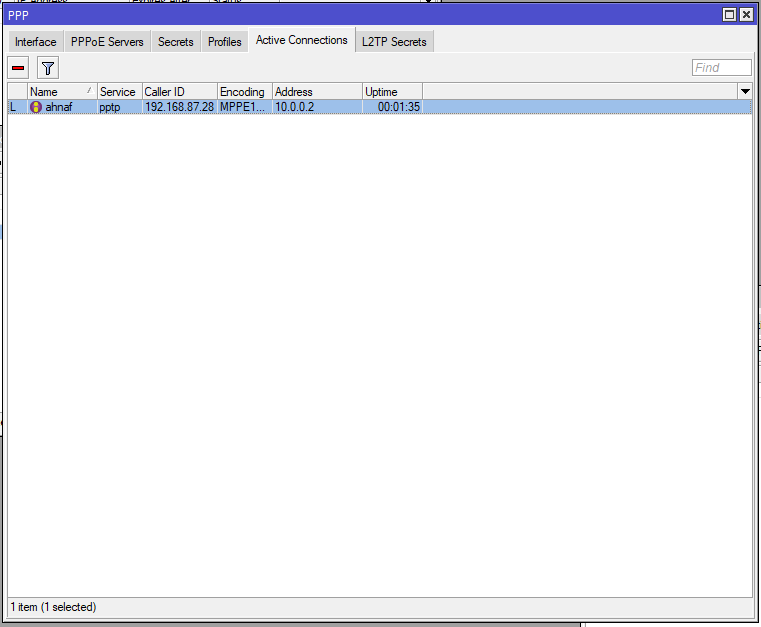 PPP
Interface PPPoE Servers Secrets Profiles Active Connections L2TP Secrets
Find
Name Service Caller ID Encoding Address Uptime
L ahnaf pptp 192.168.87.28 MPPE1... 10.0.0.2 00:01:35
1 item (1 selected)